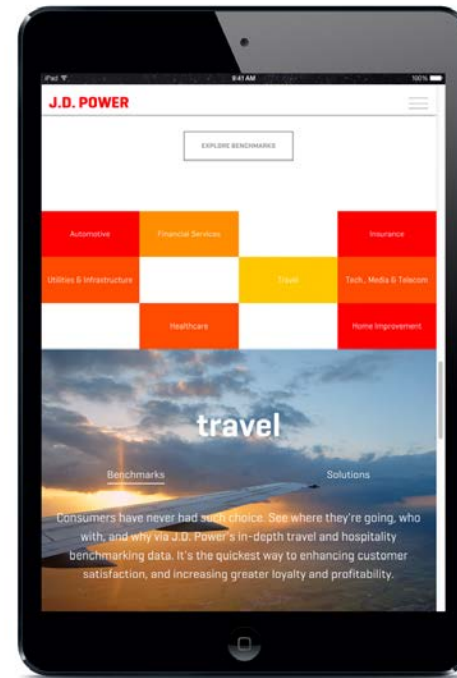 iPad 9:41 AM 100%
J.D. POWER
EXPLORE BENCHMARKS
Automotive Financial Services Insurance
Utilities & Infrastructure Travel Tech., Media & Telecom
Healthcare Home Improvement
travel
Benchmarks Solutions
Consumers have never had such choice. See where they're going, who
with, and why via J.D. Power's in-depth travel and hospitality
benchmarking data. It's the quickest way to enhancing customer
satisfaction, and increasing greater loyalty and profitability.